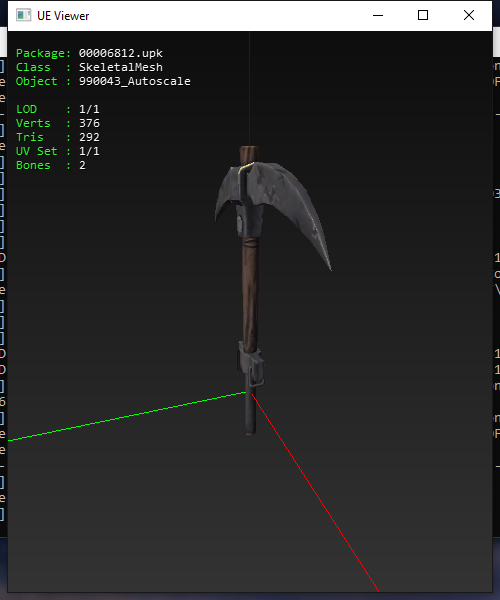 UE Viewer
Package: 00006812.upk
Class : SkeletalMesh
Object : 990043_Autoscale
LOD : 1/1
Verts : 376
Tris : 292
UV Set : 1/1
Bones : 2